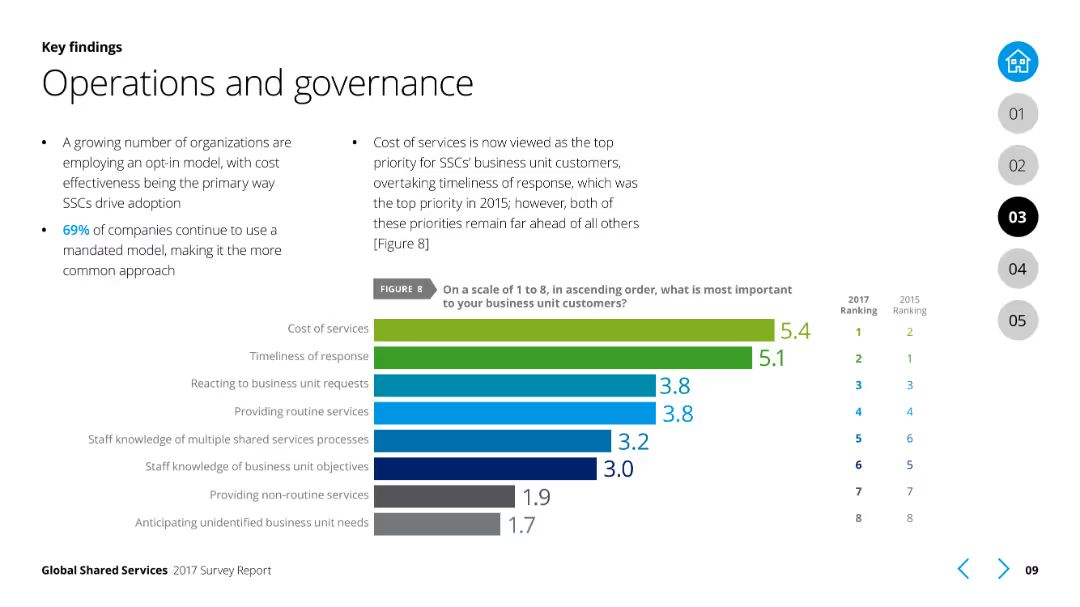 Key findings
Operations and governance
• A growing number of organizations are
employing an opt-in model, with cost
effectiveness being the primary way
SSCs drive adoption
• 69% of companies continue to use a
mandated model, making it the more
common approach
• Cost of services is now viewed as the top
priority for SSCs' business unit customers,
overtaking timeliness of response, which was
the top priority in 2015; however, both of
these priorities remain far ahead of all others
[Figure 8]
FIGURE 8
On a scale of 1 to 8, in ascending order, what is most important
to your business unit customers?
2017 Ranking
2015 Ranking
Cost of services 5.4 1 2
Timeliness of response 5.1 2 1
Reacting to business unit requests 3.8 3 3
Providing routine services 3.8 4 4
Staff knowledge of multiple shared services processes 3.2 5 6
Staff knowledge of business unit objectives 3.0 6 5
Providing non-routine services 1.9 7 7
Anticipating unidentified business unit needs 1.7 8 8
01
02
03
04
05
Global Shared Services 2017 Survey Report
09